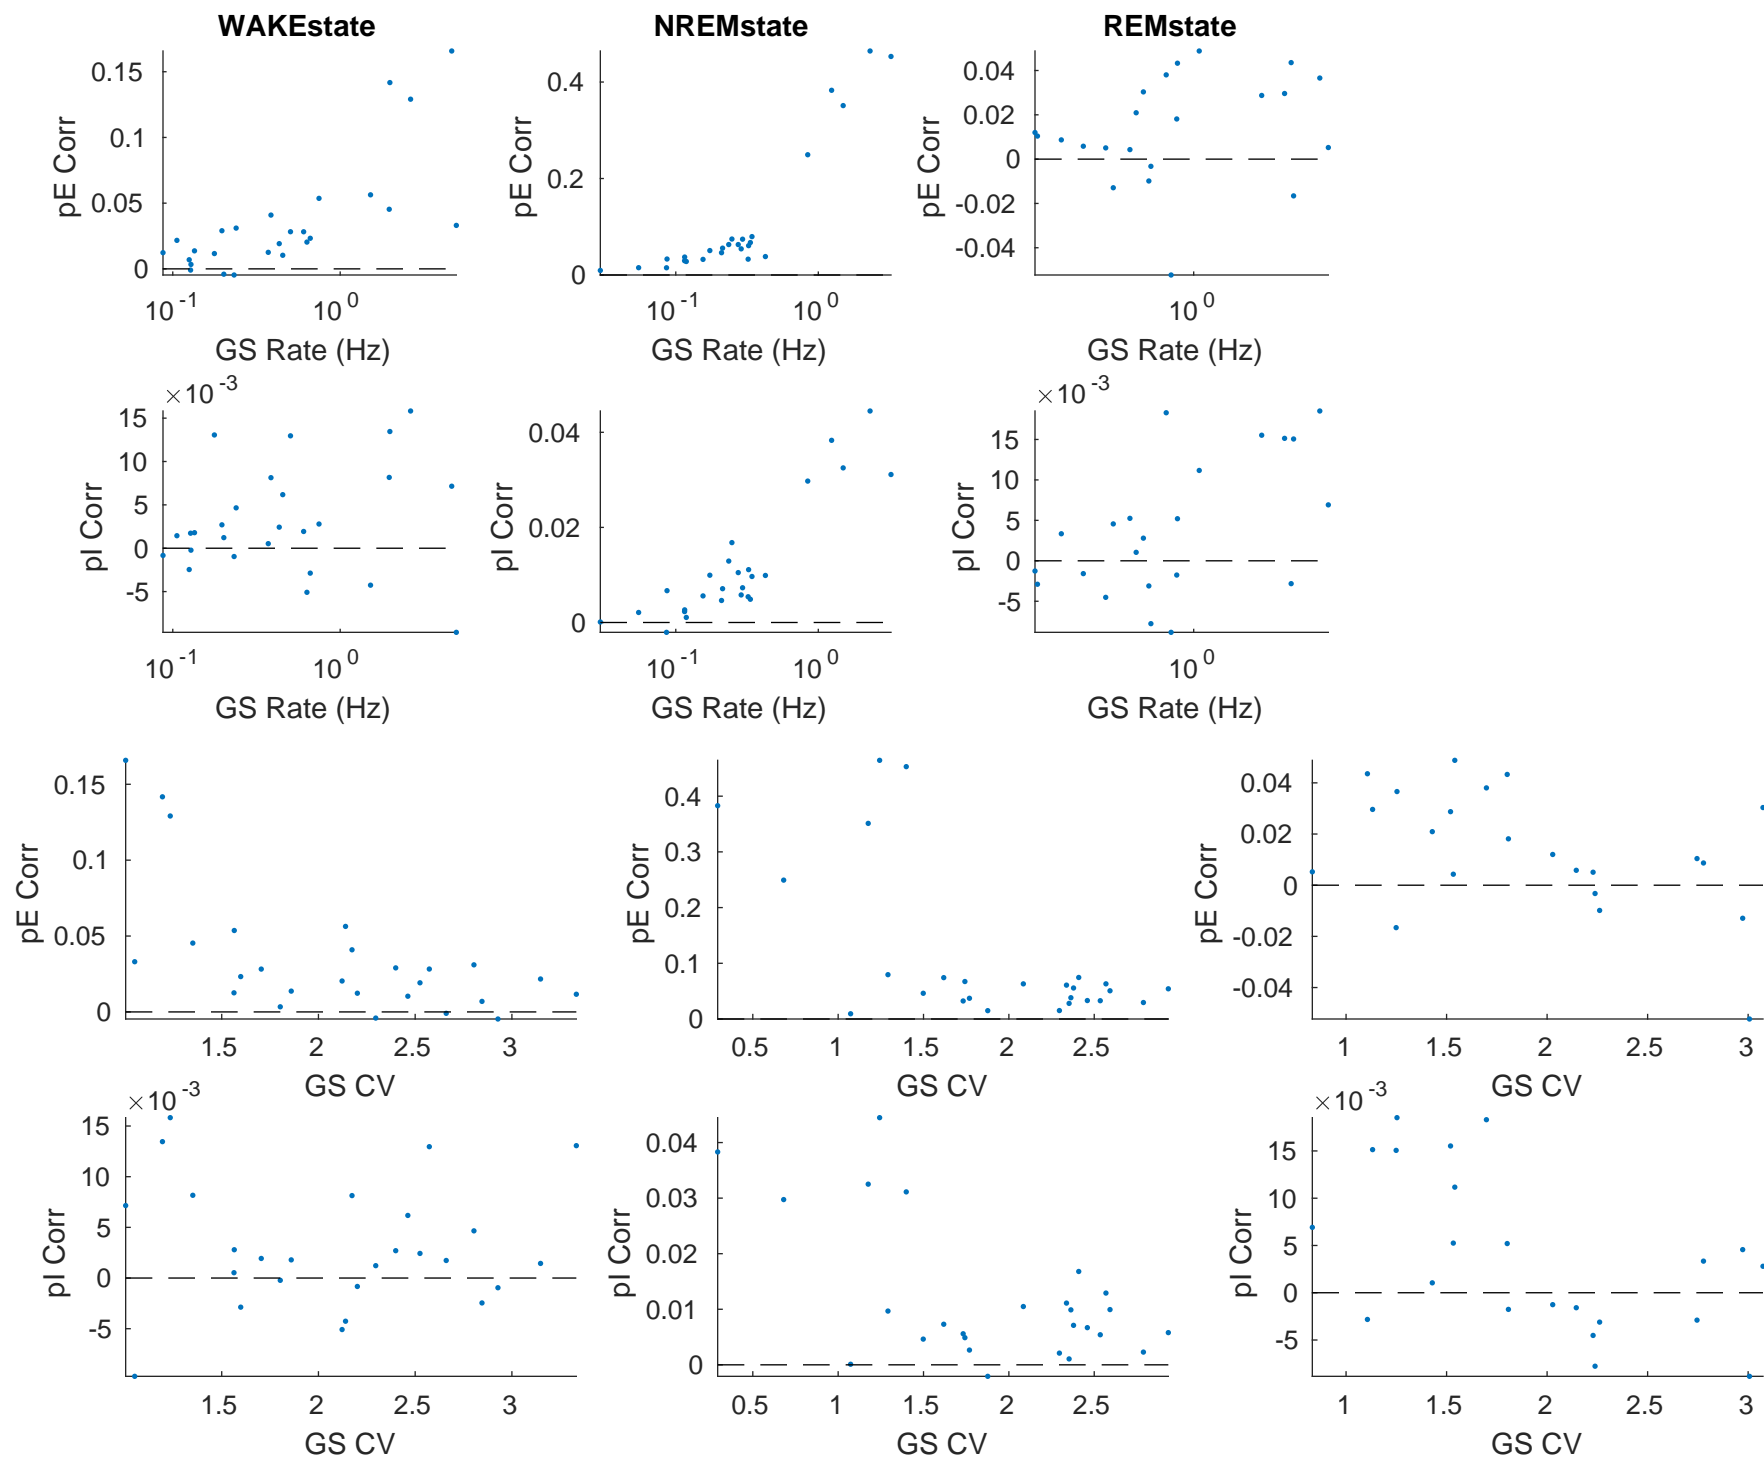 WAKEstate NREMstate REMstate
0.15 0.1 0.05 0
pE Corr
10 -1 10 0
GS Rate (Hz)
0.4 0.2 0
pE Corr
10 -1 10 0
GS Rate (Hz)
0.04 0.02 0 -0.02 -0.04
pE Corr
10 0
GS Rate (Hz)
×10 -3
15 10 5 0 -5
pI Corr
10 -1 10 0
GS Rate (Hz)
0.04 0.02 0
pI Corr
10 -1 10 0
GS Rate (Hz)
×10 -3
15 10 5 0 -5
pI Corr
10 0
GS Rate (Hz)
0.15 0.1 0.05 0
pE Corr
1.5 2 2.5 3
GS CV
0.4 0.3 0.2 0.1 0
pE Corr
0.5 1 1.5 2 2.5
GS CV
0.04 0.02 0 -0.02 -0.04
pE Corr
1 1.5 2 2.5 3
GS CV
×10 -3
15 10 5 0 -5
pI Corr
1.5 2 2.5 3
GS CV
0.04 0.03 0.02 0.01 0
pI Corr
0.5 1 1.5 2 2.5
GS CV
×10 -3
15 10 5 0 -5
pI Corr
1 1.5 2 2.5 3
GS CV